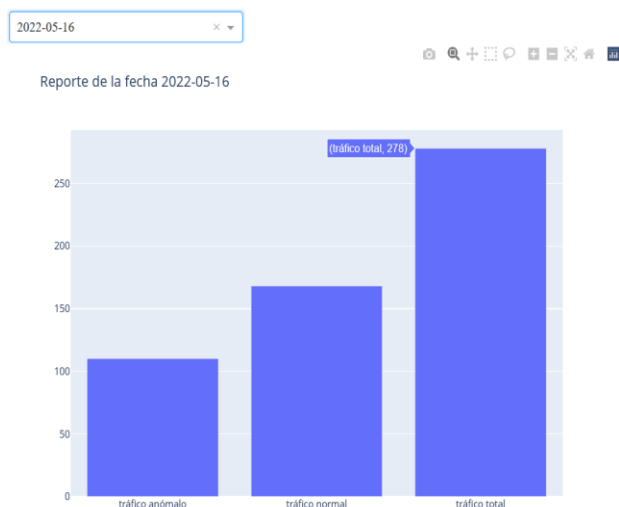 2022-05-16
Reporte de la fecha 2022-05-16
(tráfico total, 278)
250
200
150
100
50
0
tráfico anómalo tráfico normal tráfico total